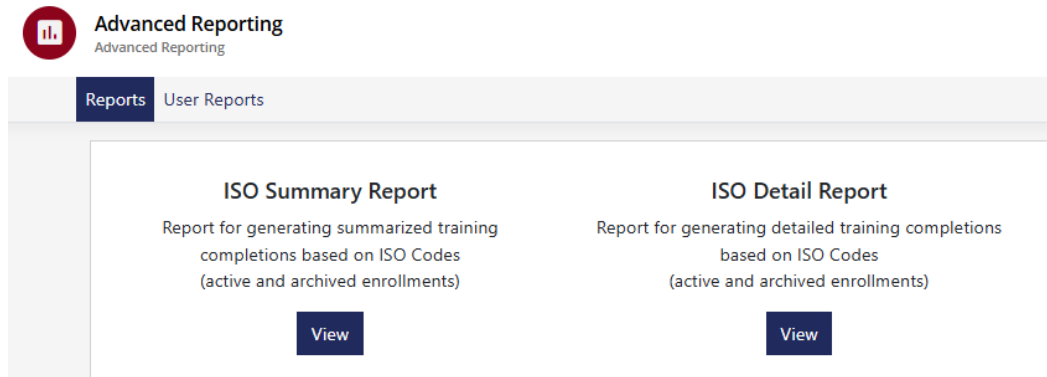 Advanced Reporting
Advanced Reporting
Reports User Reports
ISO Summary Report
Report for generating summarized training
completions based on ISO Codes
(active and archived enrollments)
View
ISO Detail Report
Report for generating detailed training completions
based on ISO Codes
(active and archived enrollments)
View